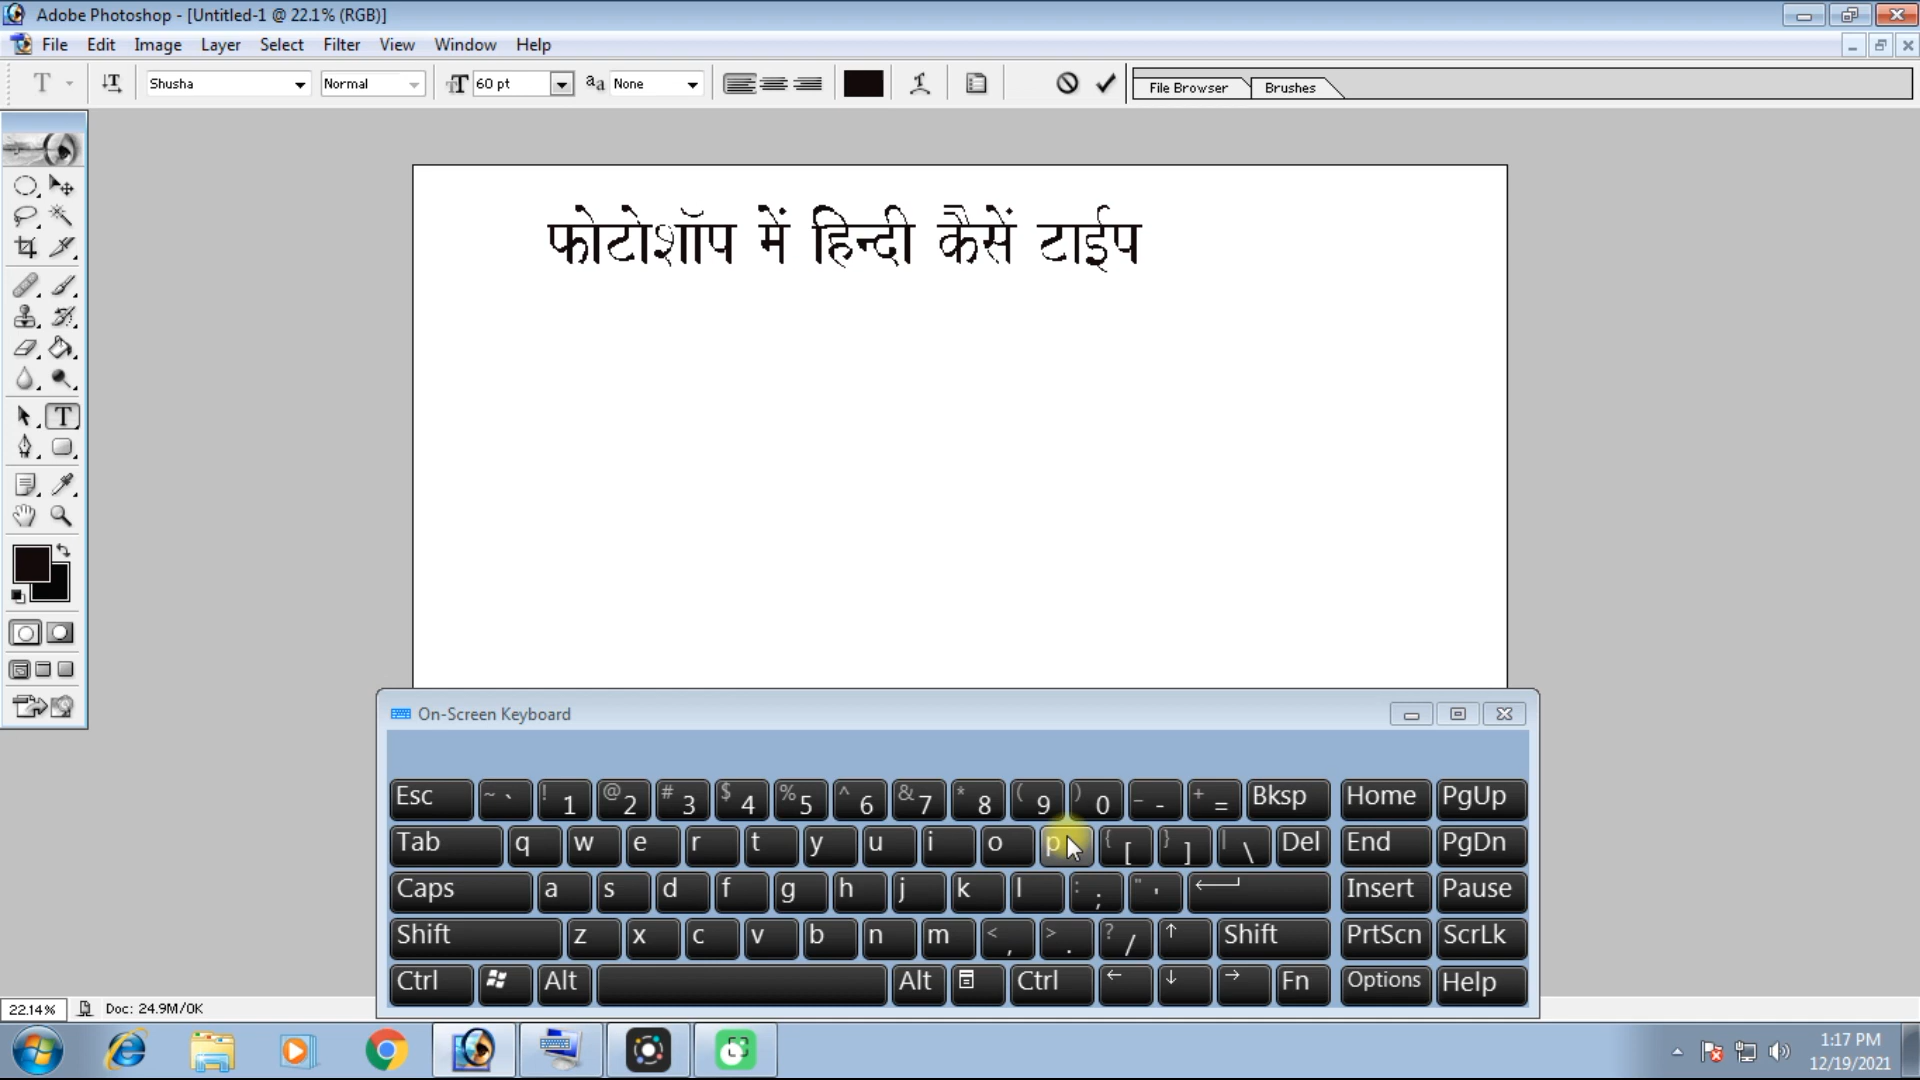 Adobe Photoshop - [Untitled-1 @ 22.1% (RGB)]
File Edit Image Layer Select Filter View Window Help
Shusha Normal 60 pt aa None File Browser Brushes
फोटोशॉप में हिन्दी कैसें टाईप
On-Screen Keyboard
Esc ~ ` ! 1 @ 2 # 3 $ 4 % 5 ^ 6 & 7 * 8 ( 9 ) 0 _ - + = Bksp Home PgUp
Tab q w e r t y u i o p { [ } ] | \ Del End PgDn
Caps a s d f g h j k l : ; " ' Insert Pause
Shift z x c v b n m < , > . ? / ↑ Shift PrtScn ScrLk
Ctrl Alt Alt Ctrl ← ↓ → Fn Options Help
22.14% Doc: 24.9M/0K
1:17 PM
12/19/2021